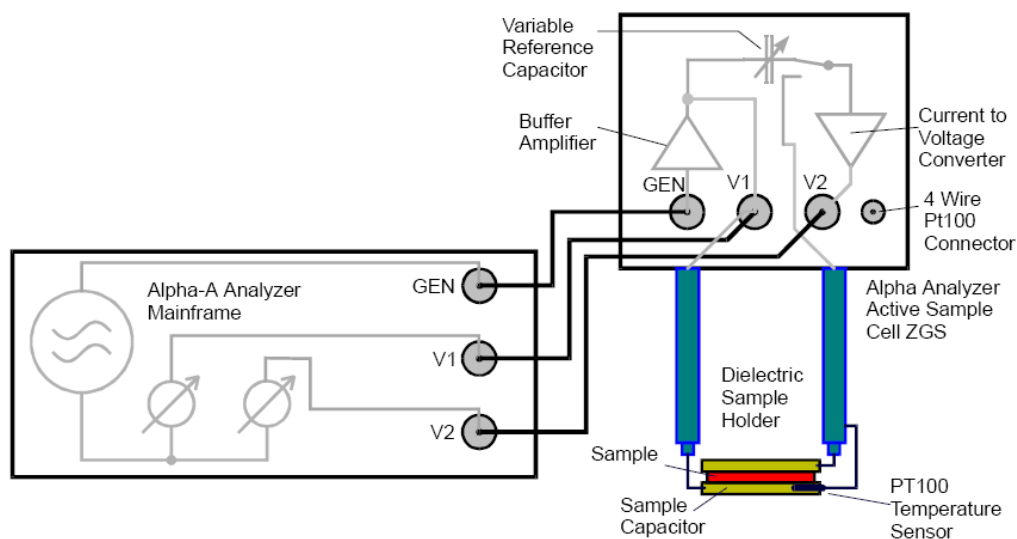 Variable
Reference
Capacitor
Buffer
Amplifier
Current to
Voltage
Converter
GEN
V1
V2
4 Wire
Pt100
Connector
Alpha-A Analyzer
Mainframe
GEN
V1
V2
Alpha Analyzer
Active Sample
Cell ZGS
Dielectric
Sample
Holder
Sample
Sample
Capacitor
PT100
Temperature
Sensor